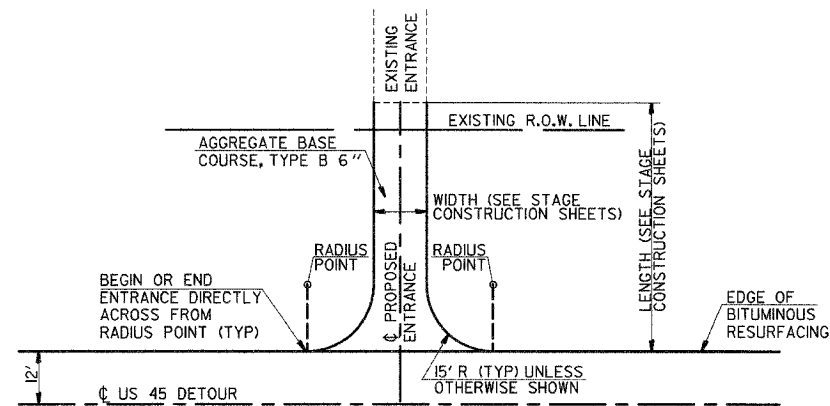 EXISTING
ENTRANCE
EXISTING R.O.W. LINE
AGGREGATE BASE
COURSE, TYPE B 6"
WIDTH (SEE STAGE
CONSTRUCTION SHEETS)
LENGTH (SEE STAGE
CONSTRUCTION SHEETS)
RADIUS
POINT
℄ PROPOSED
ENTRANCE
RADIUS
POINT
BEGIN OR END
ENTRANCE DIRECTLY
ACROSS FROM
RADIUS POINT (TYP)
EDGE OF
BITUMINOUS
RESURFACING
15' R (TYP) UNLESS
OTHERWISE SHOWN
12'
℄ US 45 DETOUR